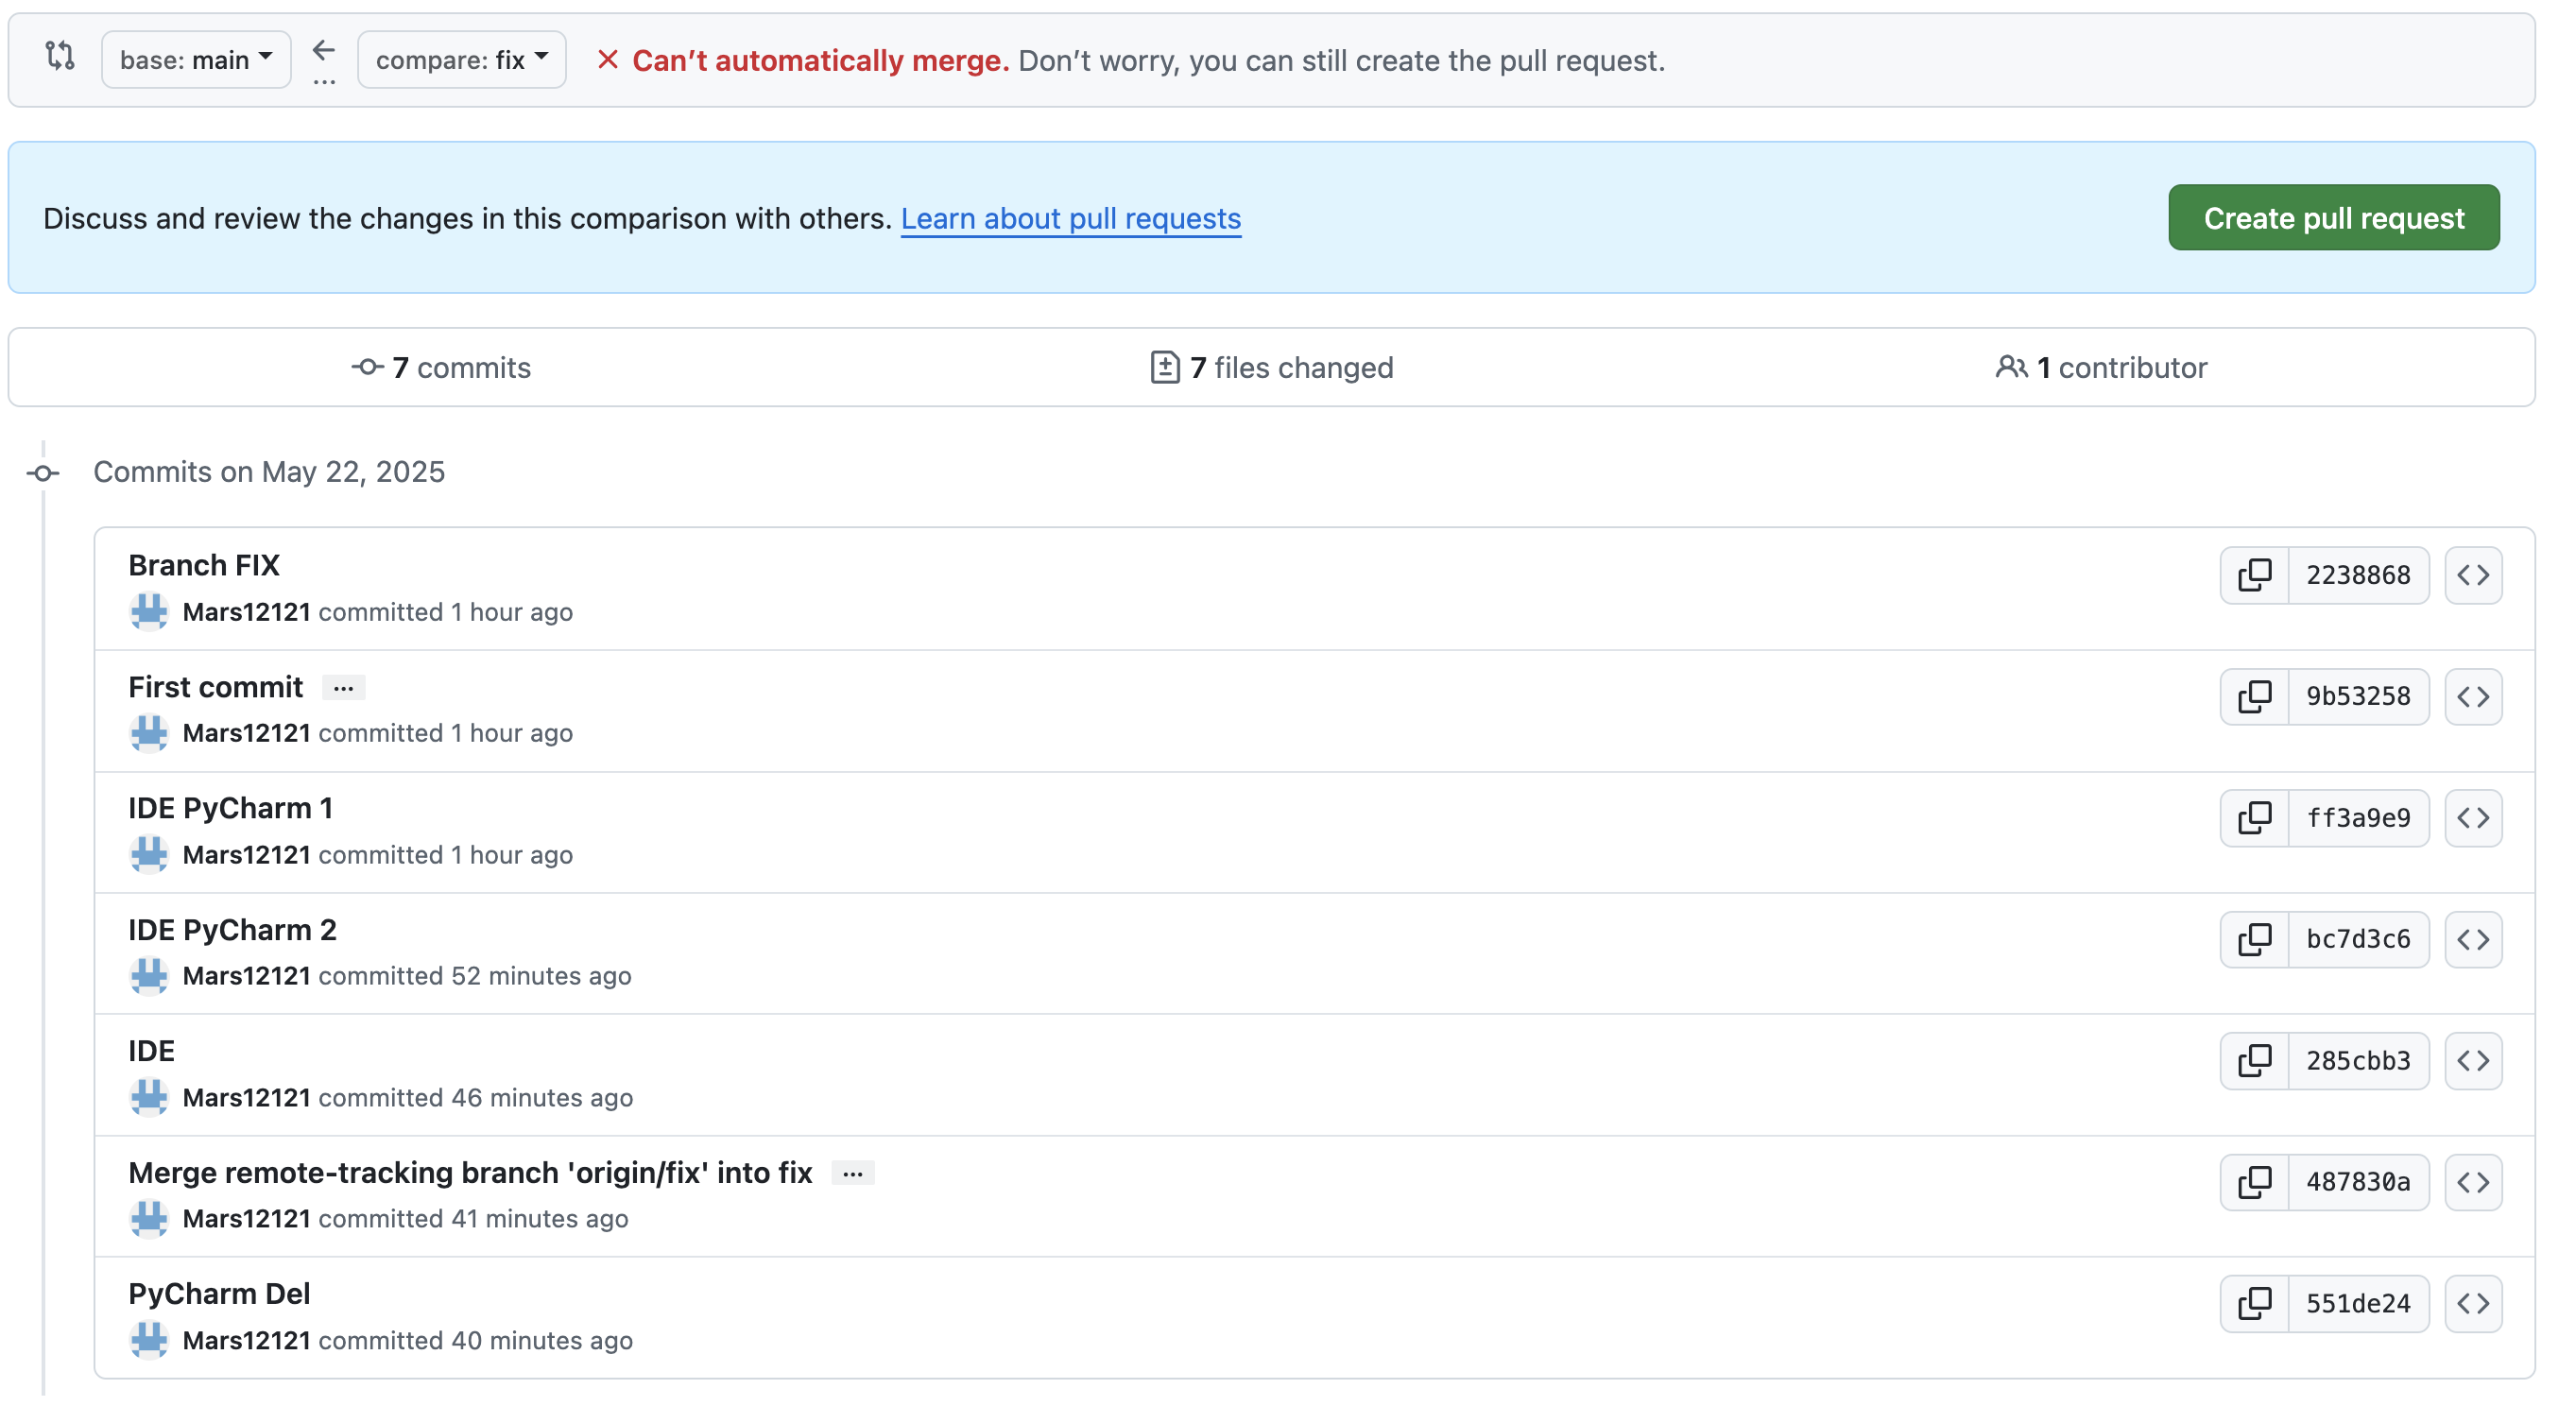 base: main ← ... compare: fix × Can’t automatically merge. Don’t worry, you can still create the pull request.
Discuss and review the changes in this comparison with others. Learn about pull requests Create pull request
7 commits 7 files changed 1 contributor
Commits on May 22, 2025
Branch FIX
Mars12121 committed 1 hour ago
2238868
First commit ...
Mars12121 committed 1 hour ago
9b53258
IDE PyCharm 1
Mars12121 committed 1 hour ago
ff3a9e9
IDE PyCharm 2
Mars12121 committed 52 minutes ago
bc7d3c6
IDE
Mars12121 committed 46 minutes ago
285cbb3
Merge remote-tracking branch 'origin/fix' into fix ...
Mars12121 committed 41 minutes ago
487830a
PyCharm Del
Mars12121 committed 40 minutes ago
551de24